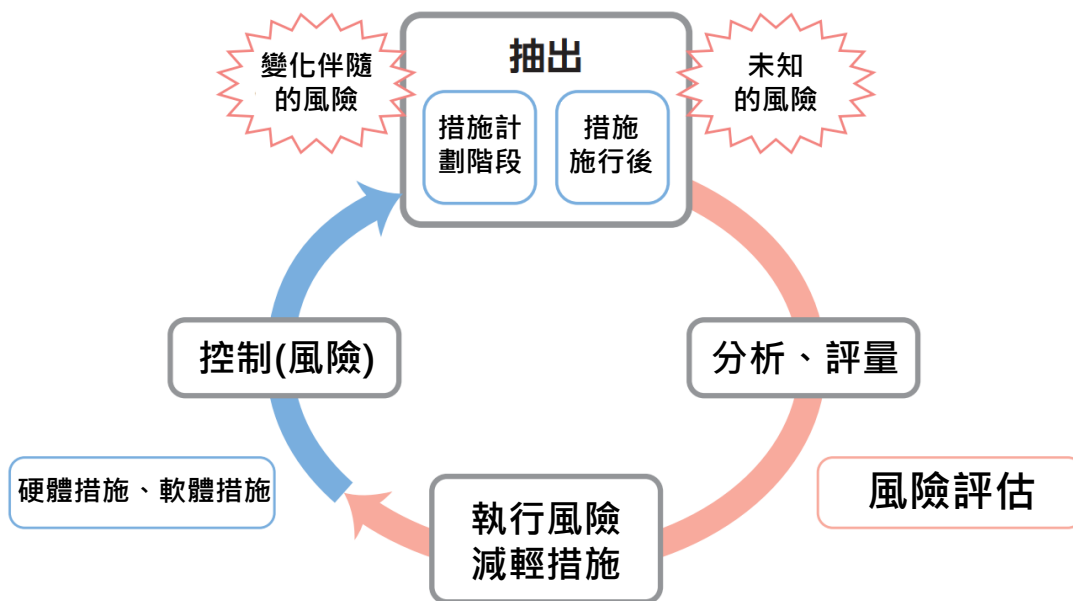 變化伴隨
的風險
抽出
未知
的風險
措施計
劃階段
措施
施行後
控制(風險)
分析、評量
硬體措施、軟體措施
風險評估
執行風險
減輕措施